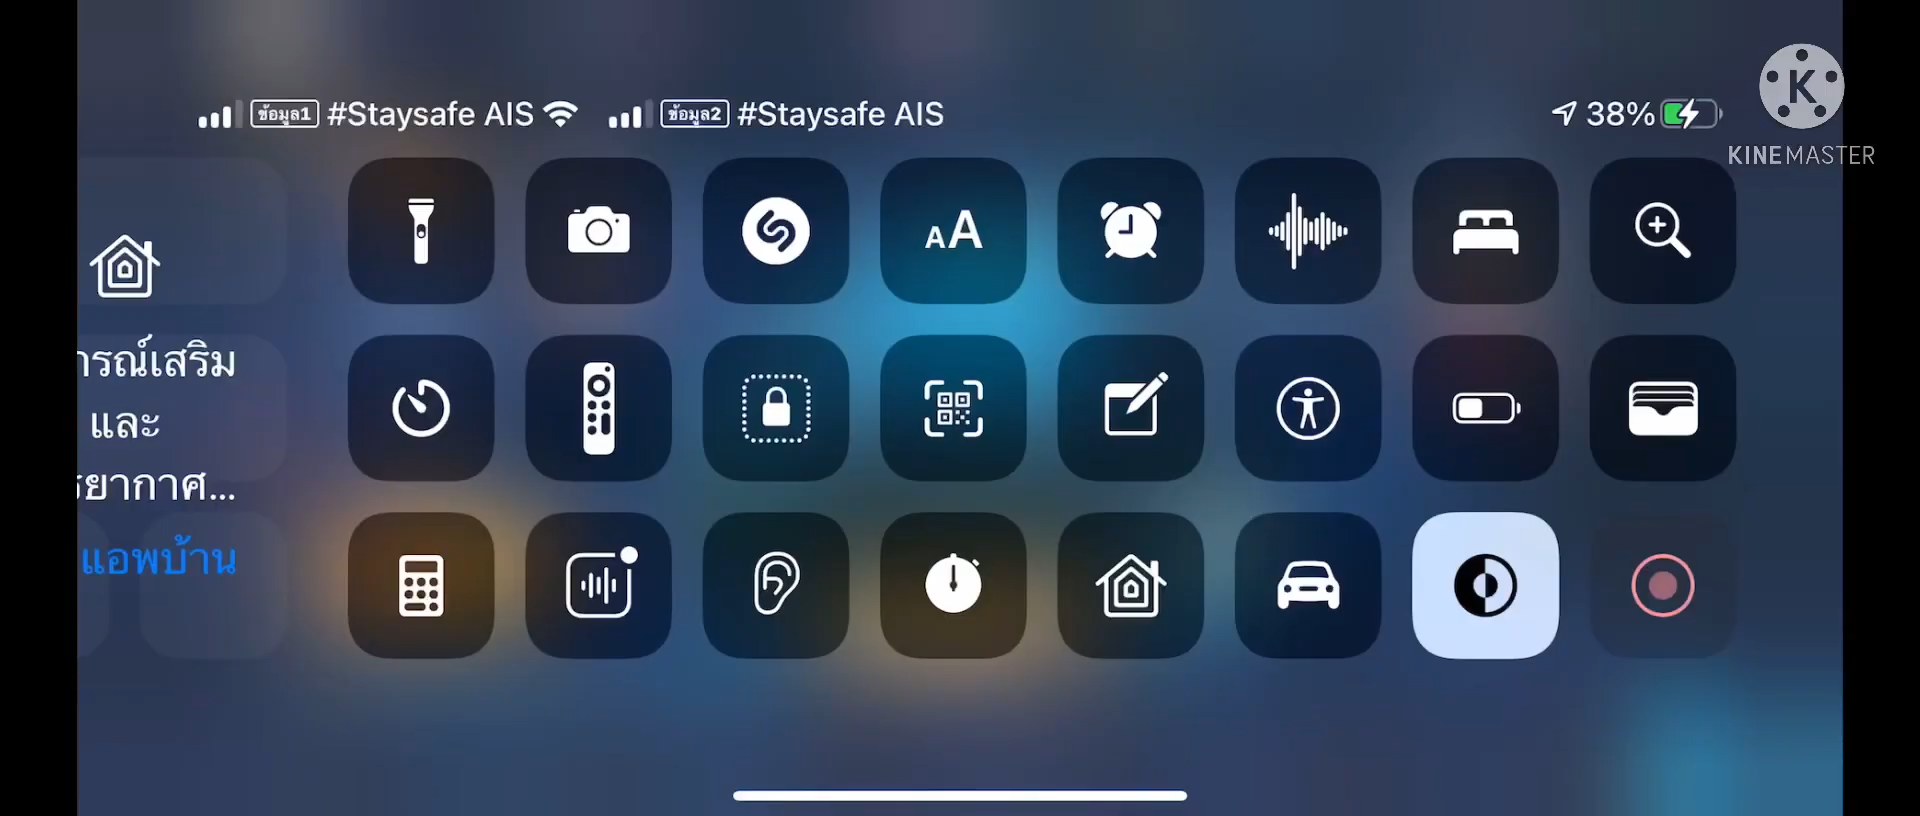 ข้อมูล1 #Staysafe AIS ข้อมูล2 #Staysafe AIS 38%
K
KINEMASTER
AA
รณ์เสริม
และ
ยากาศ...
แอพบ้าน